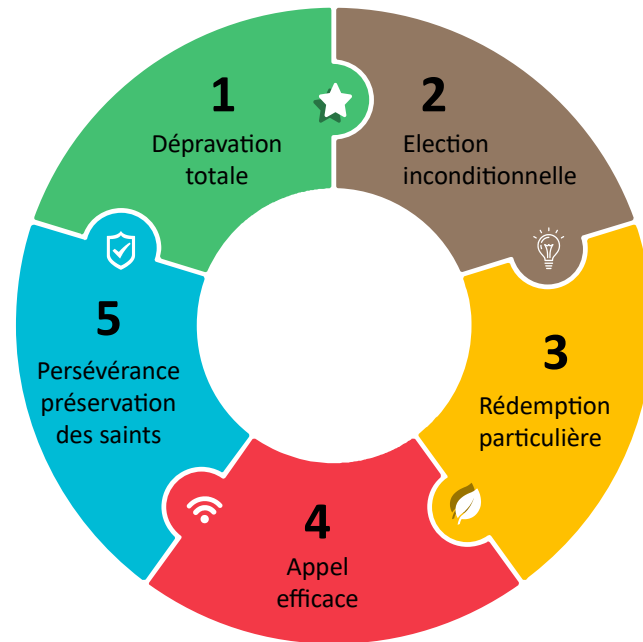 1
Dépravation
totale
2
Election
inconditionnelle
3
Rédemption
particulière
4
Appel
efficace
5
Persévérance
préservation
des saints